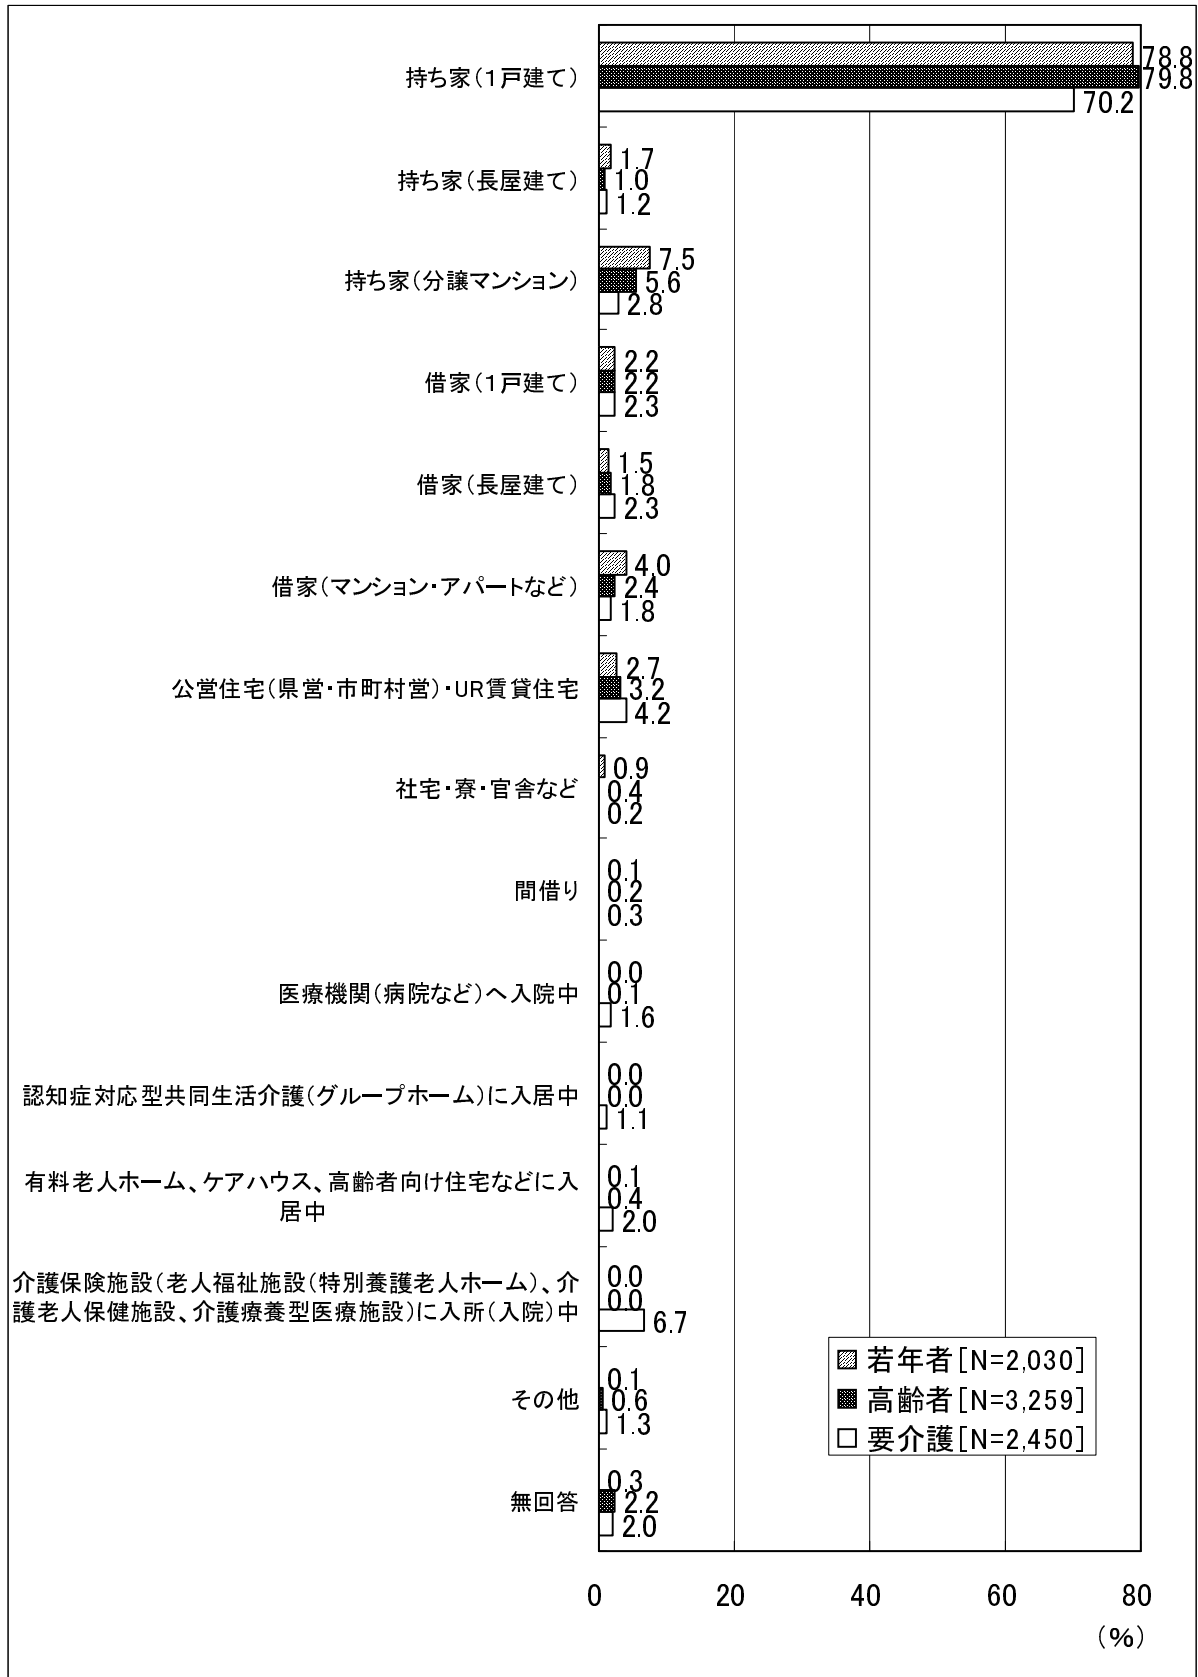 持ち家（1戸建て）
78.8
79.8
70.2
持ち家（長屋建て）
1.7
1.0
1.2
持ち家（分譲マンション）
7.5
5.6
2.8
借家（1戸建て）
2.2
2.2
2.3
借家（長屋建て）
1.5
1.8
2.3
借家（マンション・アパートなど）
4.0
2.4
1.8
公営住宅（県営・市町村営）・UR賃貸住宅
2.7
3.2
4.2
社宅・寮・官舎など
0.9
0.4
0.2
間借り
0.1
0.2
0.3
医療機関（病院など）へ入院中
0.0
0.1
1.6
認知症対応型共同生活介護（グループホーム）に入居中
0.0
0.0
1.1
有料老人ホーム、ケアハウス、高齢者向け住宅などに入
居中
0.1
0.4
2.0
介護保険施設（老人福祉施設（特別養護老人ホーム）、介
護老人保健施設、介護療養型医療施設）に入所（入院）中
0.0
0.0
6.7
その他
0.1
0.6
1.3
無回答
0.3
2.2
2.0
若年者［N=2,030］
高齢者［N=3,259］
要介護［N=2,450］
0 20 40 60 80
（%）